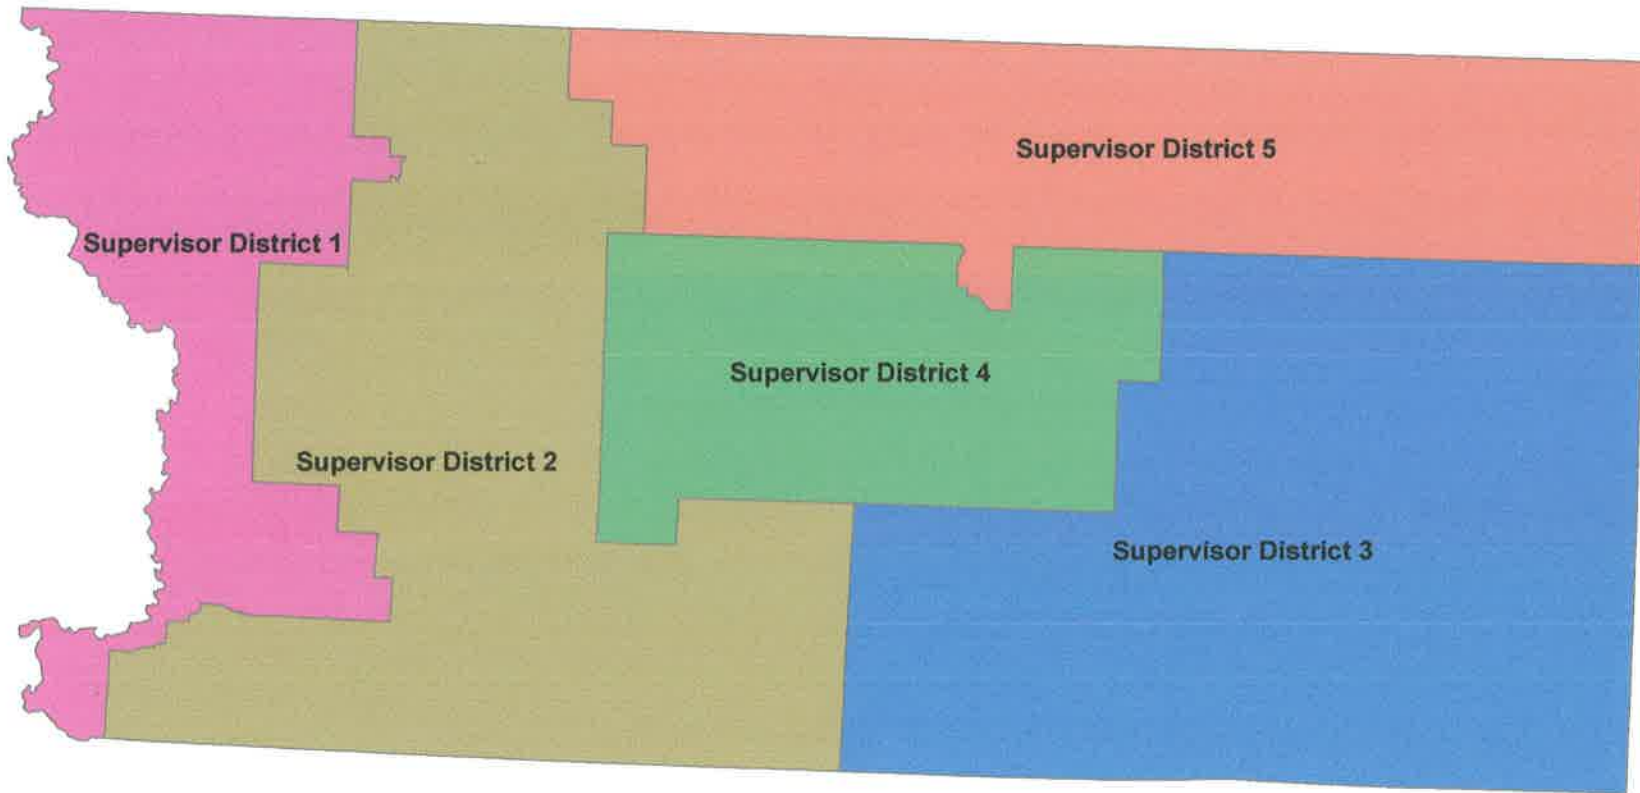 Supervisor District 5
Supervisor District 1
Supervisor District 4
Supervisor District 2
Supervisor District 3